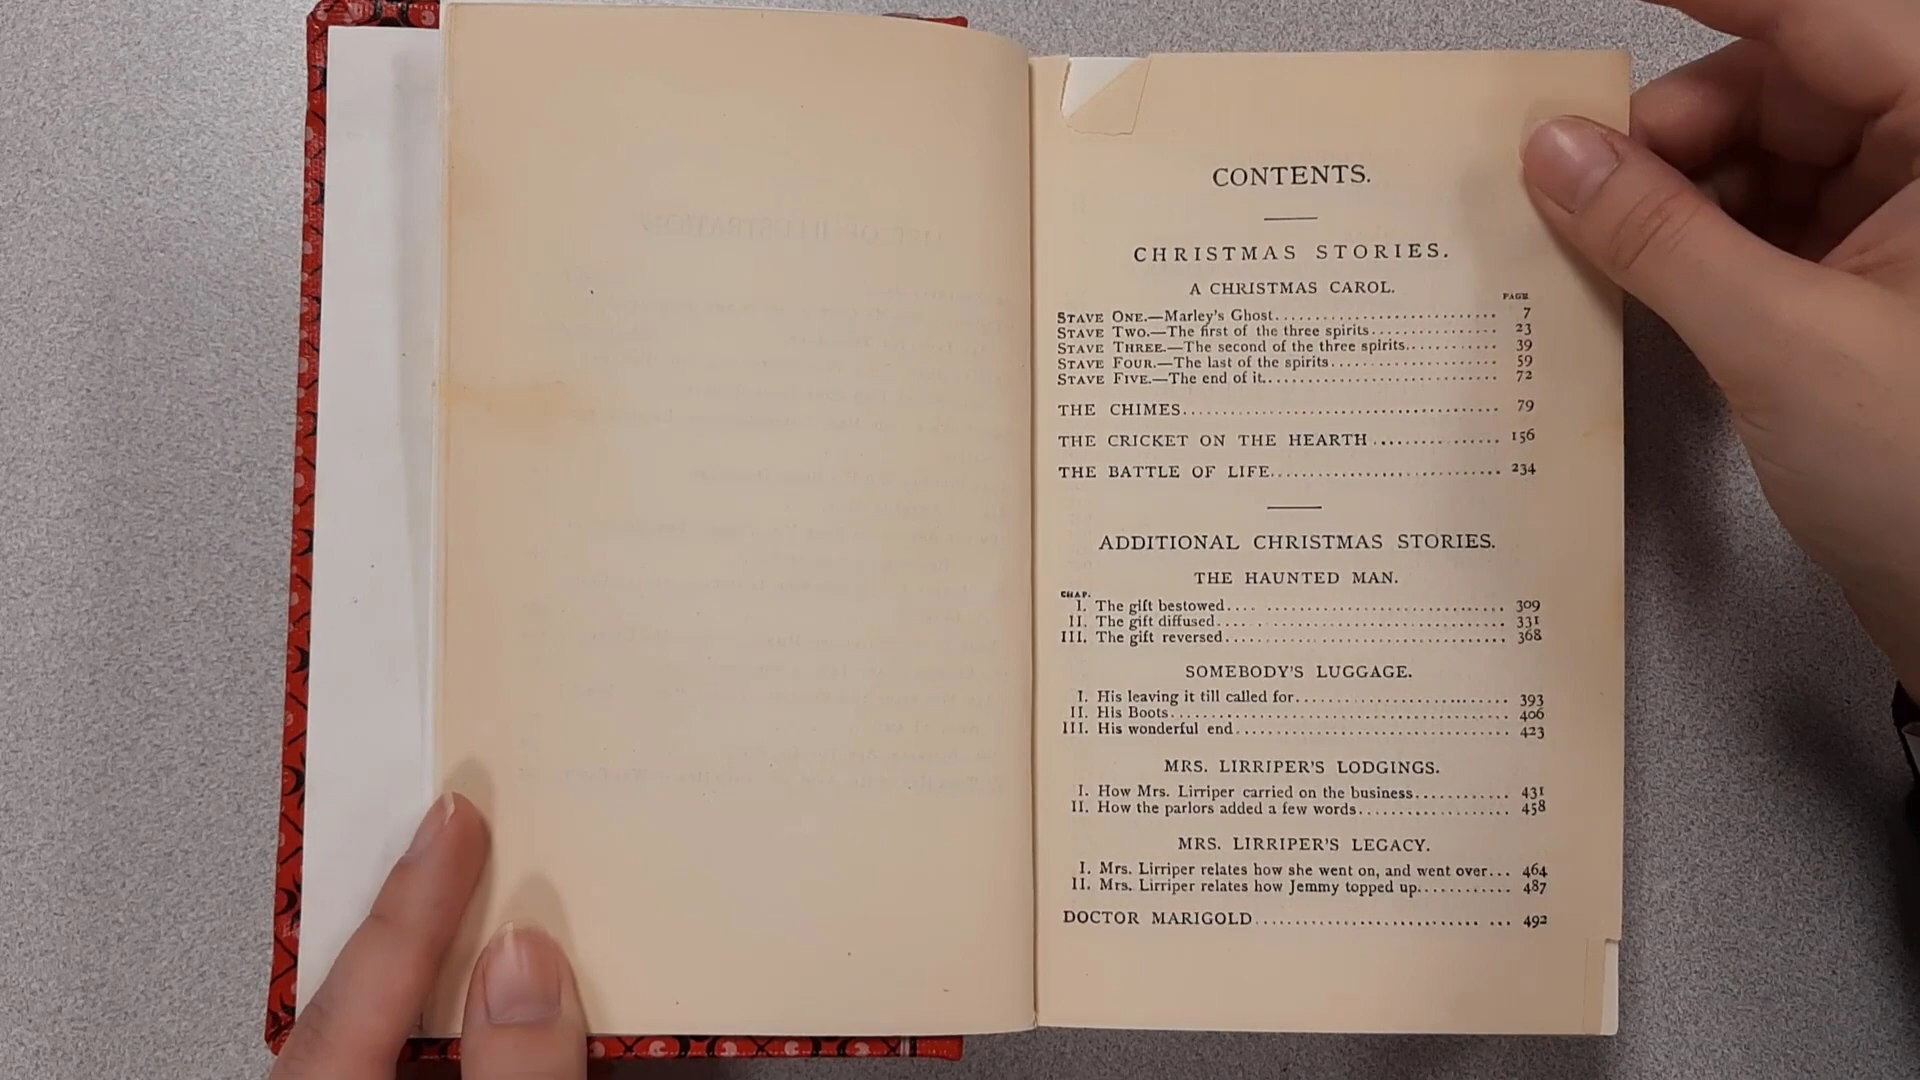 CONTENTS.
CHRISTMAS STORIES.
A CHRISTMAS CAROL.
PAGE
STAVE ONE.—Marley's Ghost............................ 7
STAVE TWO.—The first of the three spirits................ 23
STAVE THREE.—The second of the three spirits............ 39
STAVE FOUR.—The last of the spirits..................... 59
STAVE FIVE.—The end of it............................. 72
THE CHIMES........................................ 79
THE CRICKET ON THE HEARTH................ 156
THE BATTLE OF LIFE............................. 234
ADDITIONAL CHRISTMAS STORIES.
THE HAUNTED MAN.
CHAP.
I. The gift bestowed.... .............................. 309
II. The gift diffused.................................... 331
III. The gift reversed................................... 368
SOMEBODY'S LUGGAGE.
I. His leaving it till called for........................... 393
II. His Boots.......................................... 406
III. His wonderful end.................................. 423
MRS. LIRRIPER'S LODGINGS.
I. How Mrs. Lirriper carried on the business............ 431
II. How the parlors added a few words................... 458
MRS. LIRRIPER'S LEGACY.
I. Mrs. Lirriper relates how she went on, and went over... 464
II. Mrs. Lirriper relates how Jemmy topped up............ 487
DOCTOR MARIGOLD............................ ... 492